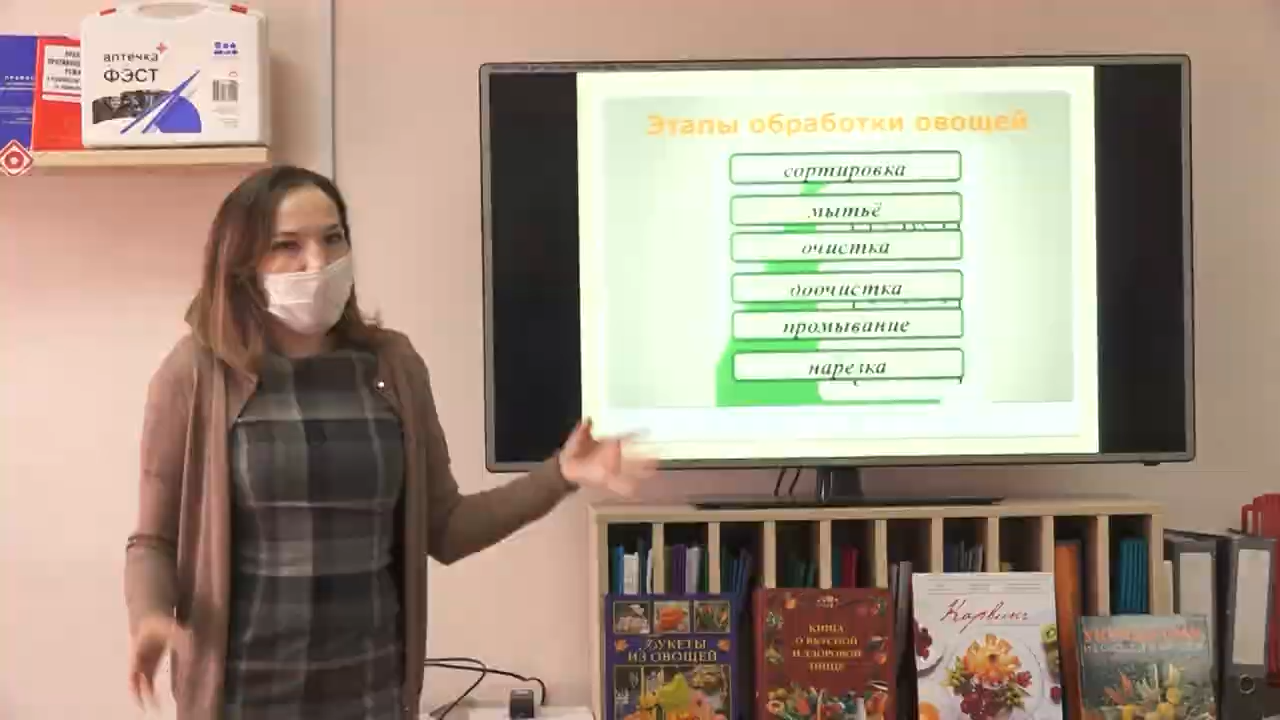 аптечка
ФЭСТ
Этапы обработки овощей
сортировка
мытьё
очистка
доочистка
промывание
нарезка
БУКЕТЫ
ИЗ ОВОЩЕЙ
КНИГА
О ВКУСНОЙ
И ЗДОРОВОЙ
ПИЩЕ
Карвинг